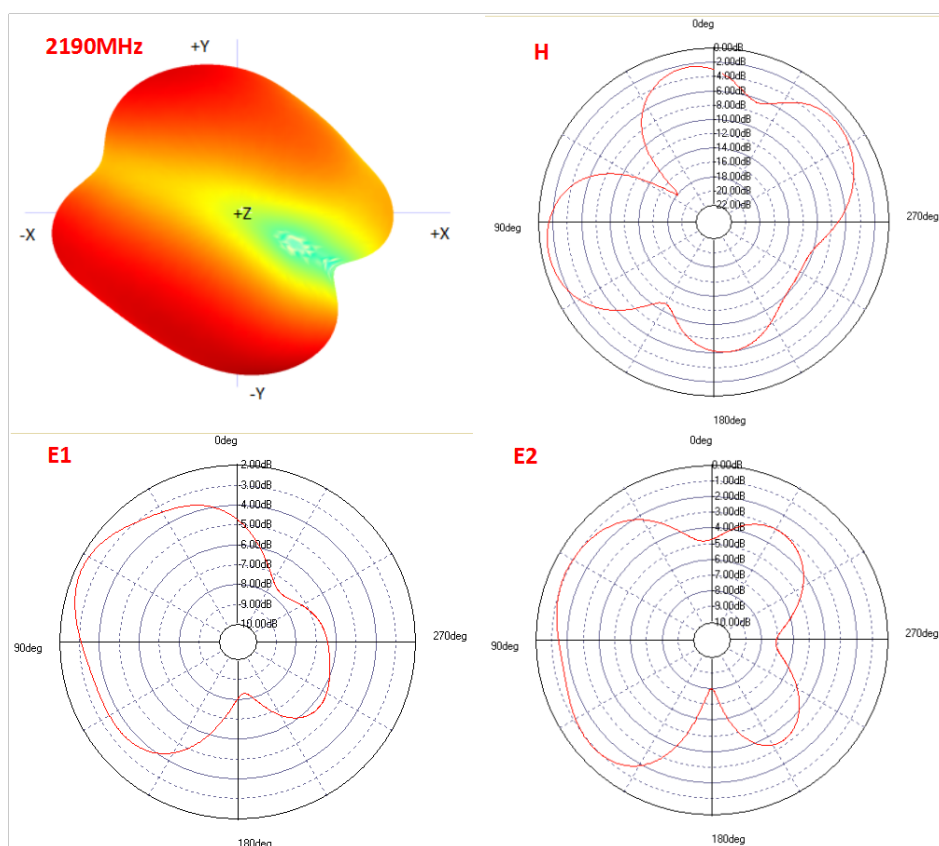 2190MHz
+Y
+Z
-X
+X
-Y
H
0deg
0.00dB
2.00dB
4.00dB
6.00dB
8.00dB
10.00dB
12.00dB
14.00dB
16.00dB
18.00dB
20.00dB
22.00dB
90deg
270deg
180deg
E1
0deg
2.00dB
3.00dB
4.00dB
5.00dB
6.00dB
7.00dB
8.00dB
9.00dB
10.00dB
90deg
270deg
180deg
E2
0deg
0.00dB
1.00dB
2.00dB
3.00dB
4.00dB
5.00dB
6.00dB
7.00dB
8.00dB
9.00dB
10.00dB
90deg
270deg
180deg